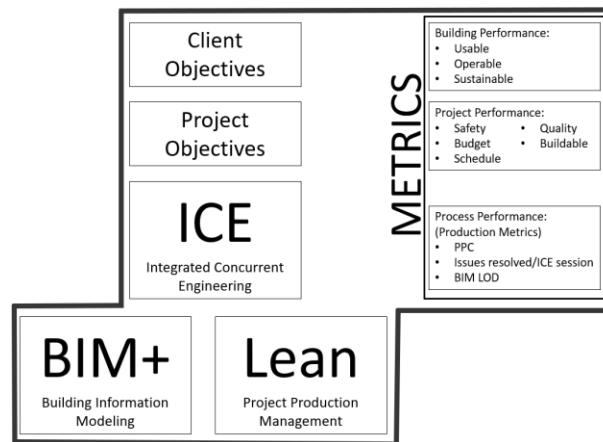 Client
Objectives
Project
Objectives
ICE
Integrated Concurrent
Engineering
BIM+
Building Information
Modeling
Lean
Project Production
Management
METRICS
Building Performance:
• Usable
• Operable
• Sustainable
Project Performance:
• Safety • Quality
• Budget • Buildable
• Schedule
Process Performance:
(Production Metrics)
• PPC
• Issues resolved/ICE session
• BIM LOD